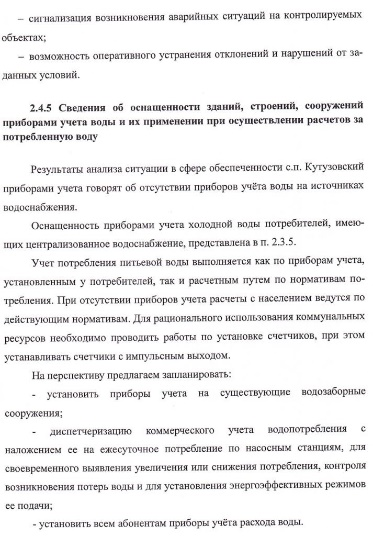 – сигнализация возникновения аварийных ситуаций на контролируемых
объектах;
– возможность оперативного устранения отклонений и нарушений от за-
данных условий.
2.4.5 Сведения об оснащенности зданий, строений, сооружений
приборами учета воды и их применении при осуществлении расчетов за
потребленную воду
Результаты анализа ситуации в сфере обеспеченности с.п. Кутузовский
приборами учета говорят об отсутствии приборов учёта воды на источниках
водоснабжения.
Оснащенность приборами учета холодной воды потребителей, имею-
щих централизованное водоснабжение, представлена в п. 2.3.5.
Учет потребления питьевой воды выполняется как по приборам учета,
установленным у потребителей, так и расчетным путем по нормативам по-
требления. При отсутствии приборов учета расчеты с населением ведутся по
действующим нормативам. Для рационального использования коммунальных
ресурсов необходимо проводить работы по установке счетчиков, при этом
устанавливать счетчики с импульсным выходом.
На перспективу предлагаем запланировать:
- установить приборы учета на существующие водозаборные
сооружения;
- диспетчеризацию коммерческого учета водопотребления с
наложением ее на ежесуточное потребление по насосным станциям, для
своевременного выявления увеличения или снижения потребления, контроля
возникновения потерь воды и для установления энергоэффективных режимов
ее подачи;
- установить всем абонентам приборы учёта расхода воды.